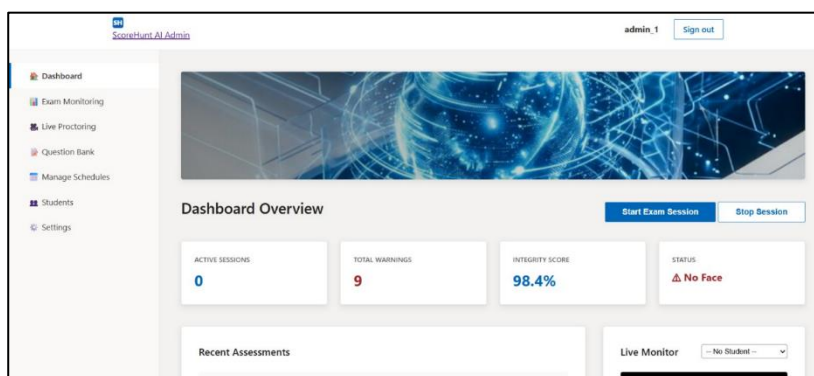 SH
ScoreHunt AI Admin
admin_1
Sign out
Dashboard
Exam Monitoring
Live Proctoring
Question Bank
Manage Schedules
Students
Settings
Dashboard Overview
Start Exam Session
Stop Session
ACTIVE SESSIONS
0
TOTAL WARNINGS
9
INTEGRITY SCORE
98.4%
STATUS
⚠ No Face
Recent Assessments
Live Monitor
-- No Student --